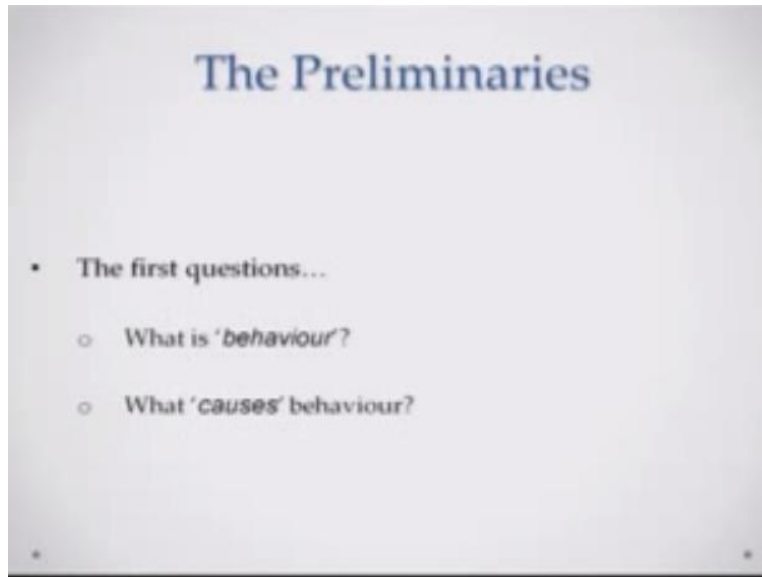 The Preliminaries
• The first questions...
o What is 'behaviour'?
o What 'causes' behaviour?